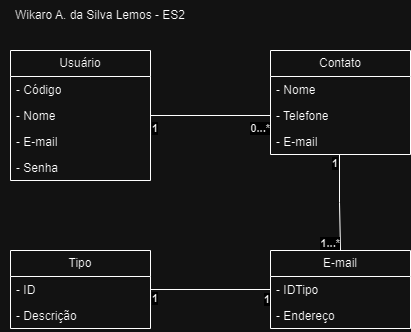 Wikaro A. da Silva Lemos - ES2
Usuário
- Código
- Nome
- E-mail
- Senha
1
0...*
Contato
- Nome
- Telefone
- E-mail
1
1...*
Tipo
- ID
- Descrição
1
1
E-mail
- IDTipo
- Endereço